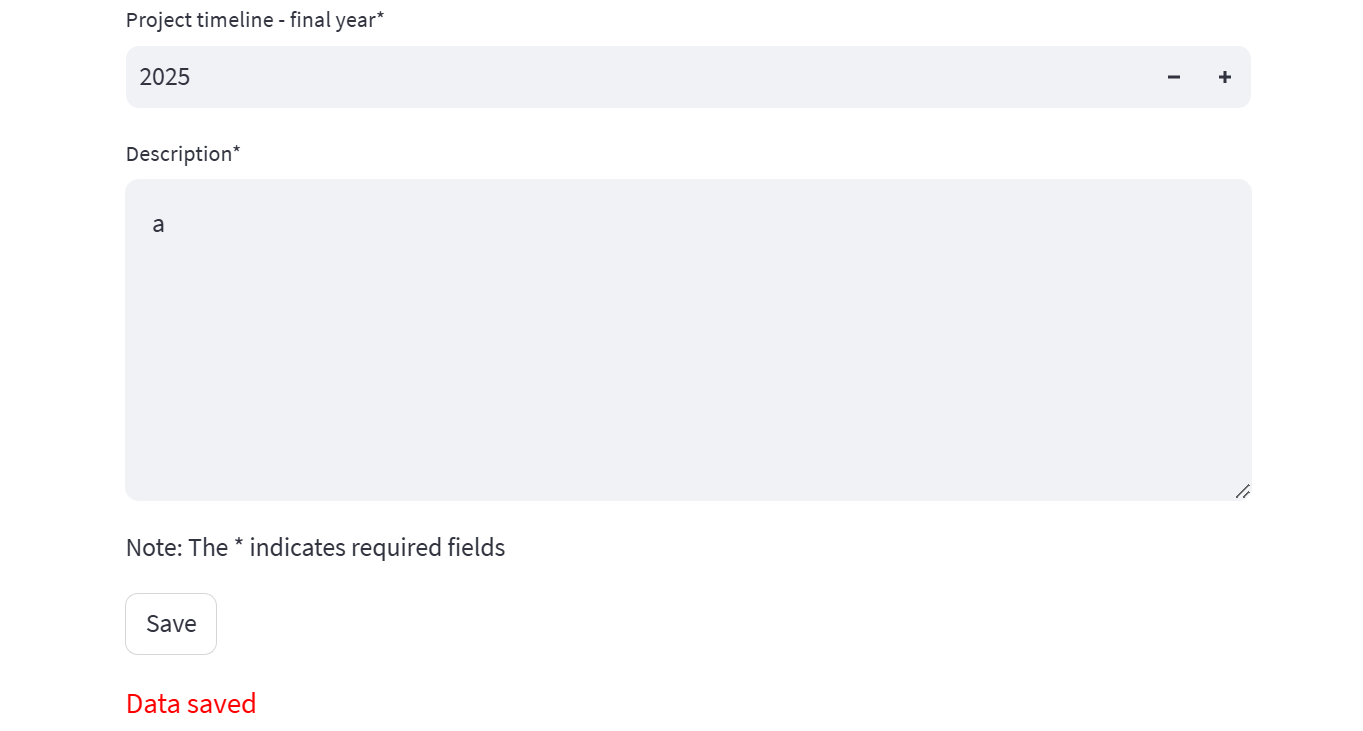 Project timeline - final year*
2025
Description*
a
Note: The * indicates required fields
Save
Data saved